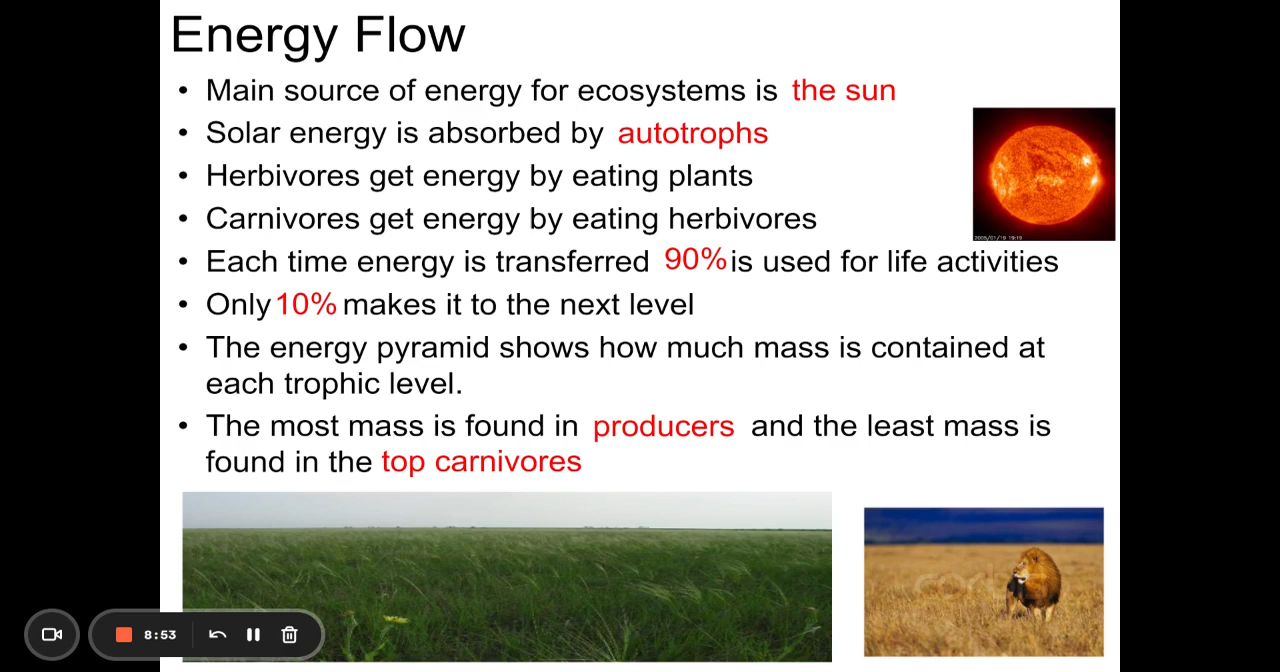 Energy Flow
• Main source of energy for ecosystems is the sun
• Solar energy is absorbed by autotrophs
• Herbivores get energy by eating plants
• Carnivores get energy by eating herbivores
• Each time energy is transferred 90% is used for life activities
• Only 10% makes it to the next level
• The energy pyramid shows how much mass is contained at
each trophic level.
• The most mass is found in producers and the least mass is
found in the top carnivores
8:53